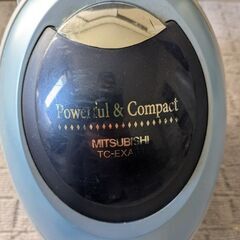 Powerful & Compact
MITSUBISHI
TC-EXA